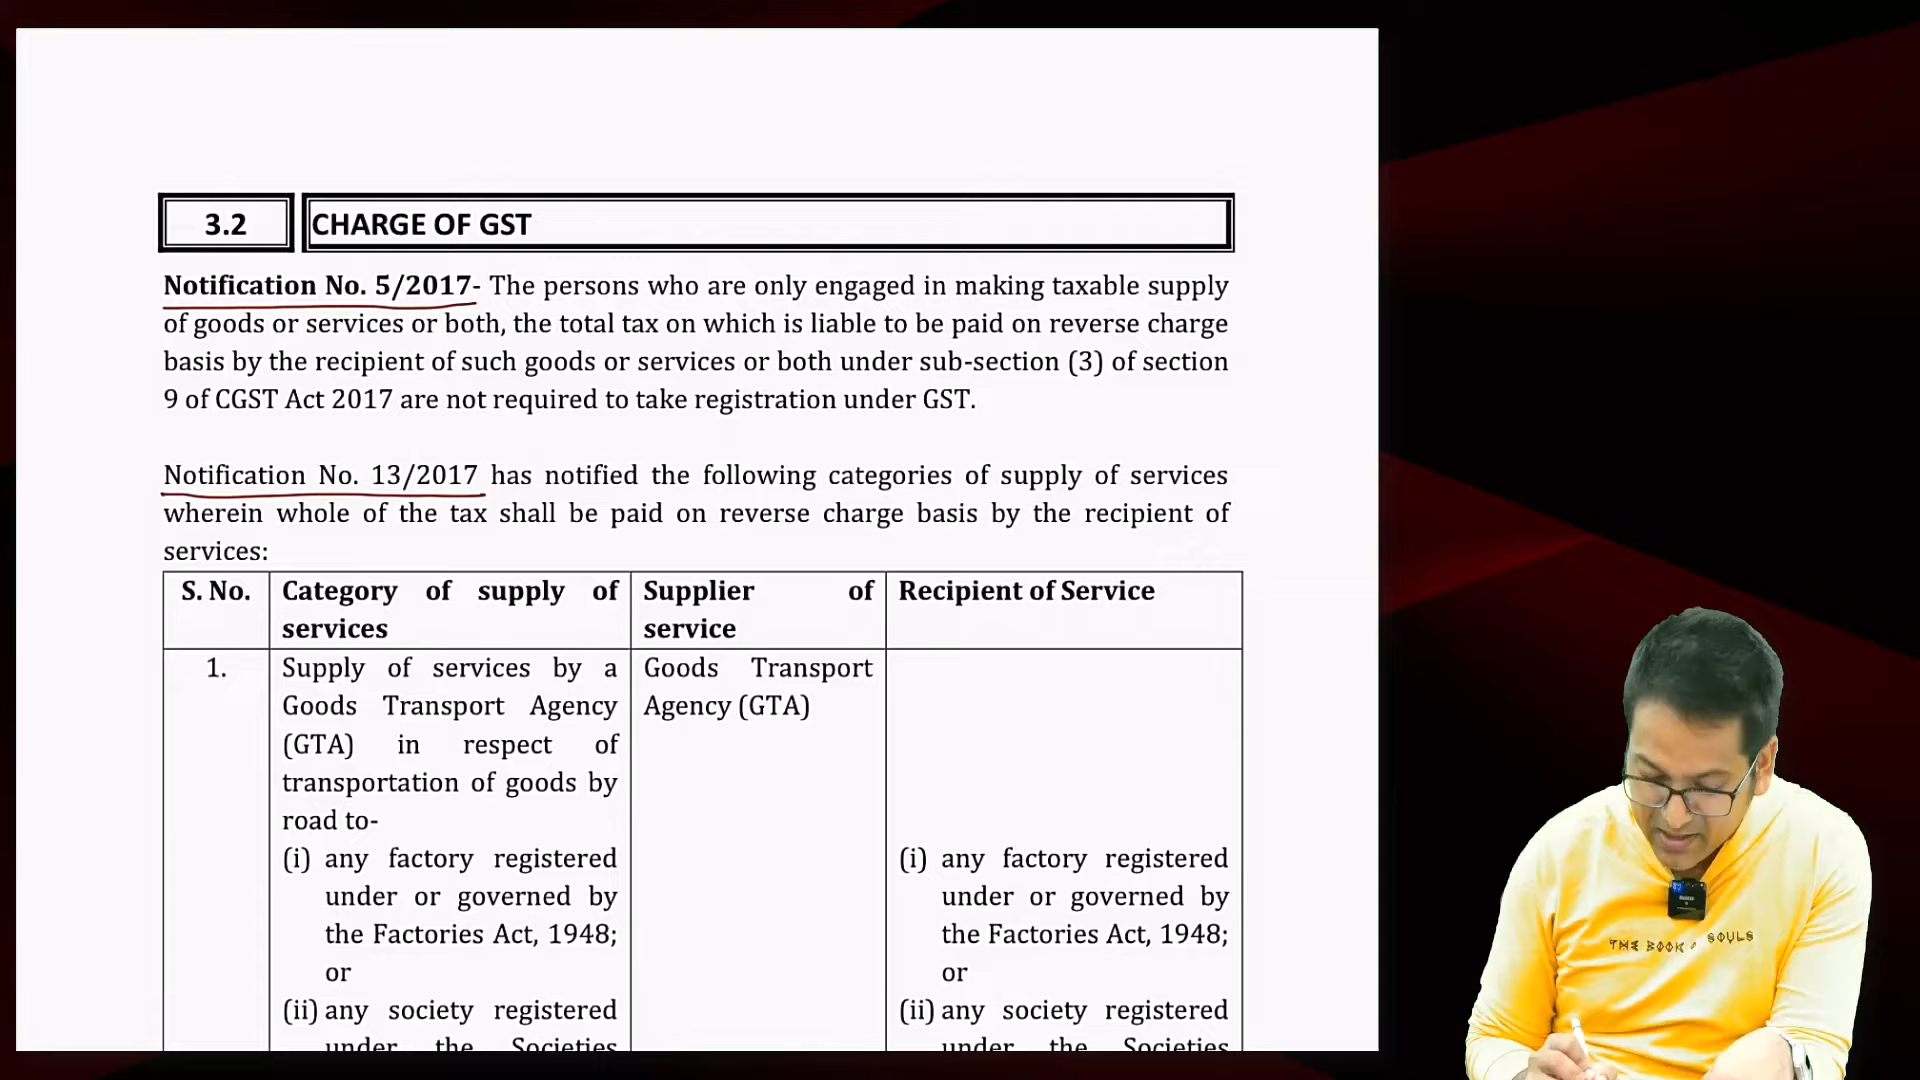 3.2
CHARGE OF GST
Notification No. 5/2017- The persons who are only engaged in making taxable supply
of goods or services or both, the total tax on which is liable to be paid on reverse charge
basis by the recipient of such goods or services or both under sub-section (3) of section
9 of CGST Act 2017 are not required to take registration under GST.
Notification No. 13/2017 has notified the following categories of supply of services
wherein whole of the tax shall be paid on reverse charge basis by the recipient of
services:
S. No.
Category of supply of
services
Supplier of
service
Recipient of Service
1.
Supply of services by a
Goods Transport Agency
(GTA) in respect of
transportation of goods by
road to-
(i) any factory registered
under or governed by
the Factories Act, 1948;
or
(ii) any society registered
under the Societies
Goods Transport
Agency (GTA)
(i) any factory registered
under or governed by
the Factories Act, 1948;
or
(ii) any society registered
under the Societies
THE BOOK OF SOULS